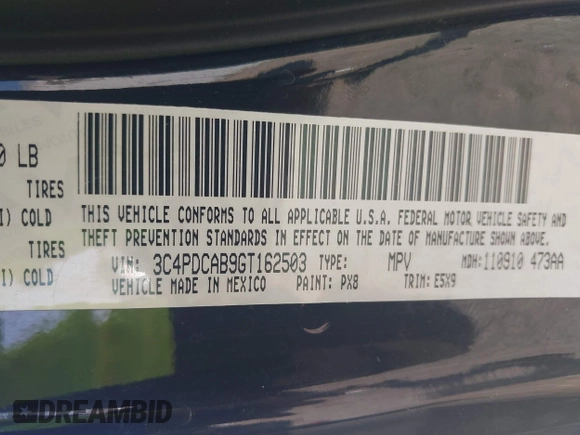 0 LB
TIRES
I) COLD
TIRES
I) COLD
THIS VEHICLE CONFORMS TO ALL APPLICABLE U.S.A. FEDERAL MOTOR VEHICLE SAFETY AND
THEFT PREVENTION STANDARDS IN EFFECT ON THE DATE OF MANUFACTURE SHOWN ABOVE.
VIN: 3C4PDCAB9GT162503 TYPE: MPV MDH: 110910 473AA
VEHICLE MADE IN MEXICO PAINT: PX8 TRIM: E5X9
DREAMBID